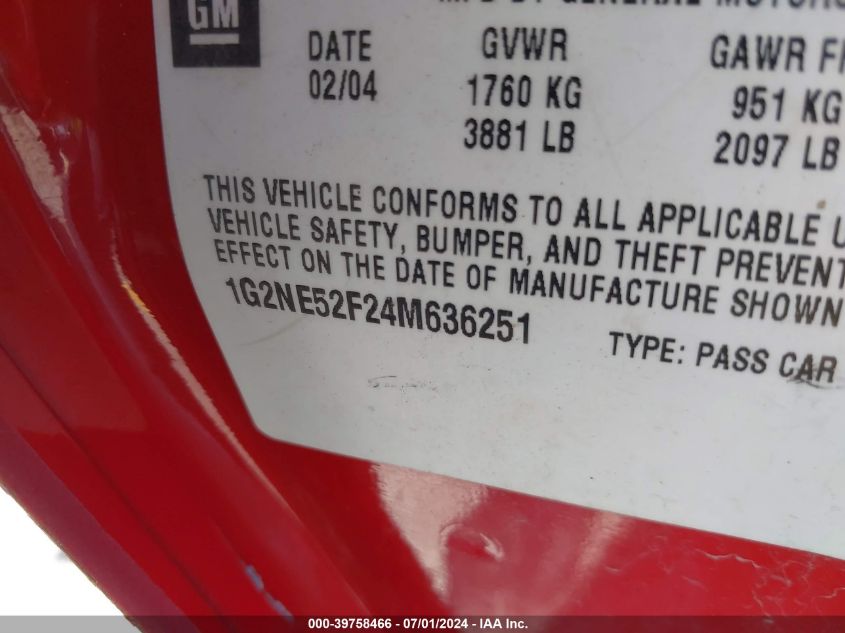 GM
DATE GVWR GAWR
02/04 1760 KG 951 KG
3881 LB 2097 LB
THIS VEHICLE CONFORMS TO ALL APPLICABLE
VEHICLE SAFETY, BUMPER, AND THEFT
EFFECT ON THE DATE OF MANUFACTURE SHOWN
1G2NE52F24M636251 TYPE: PASS CAR
000-39758466 - 07/01/2024 - IAA, Inc.